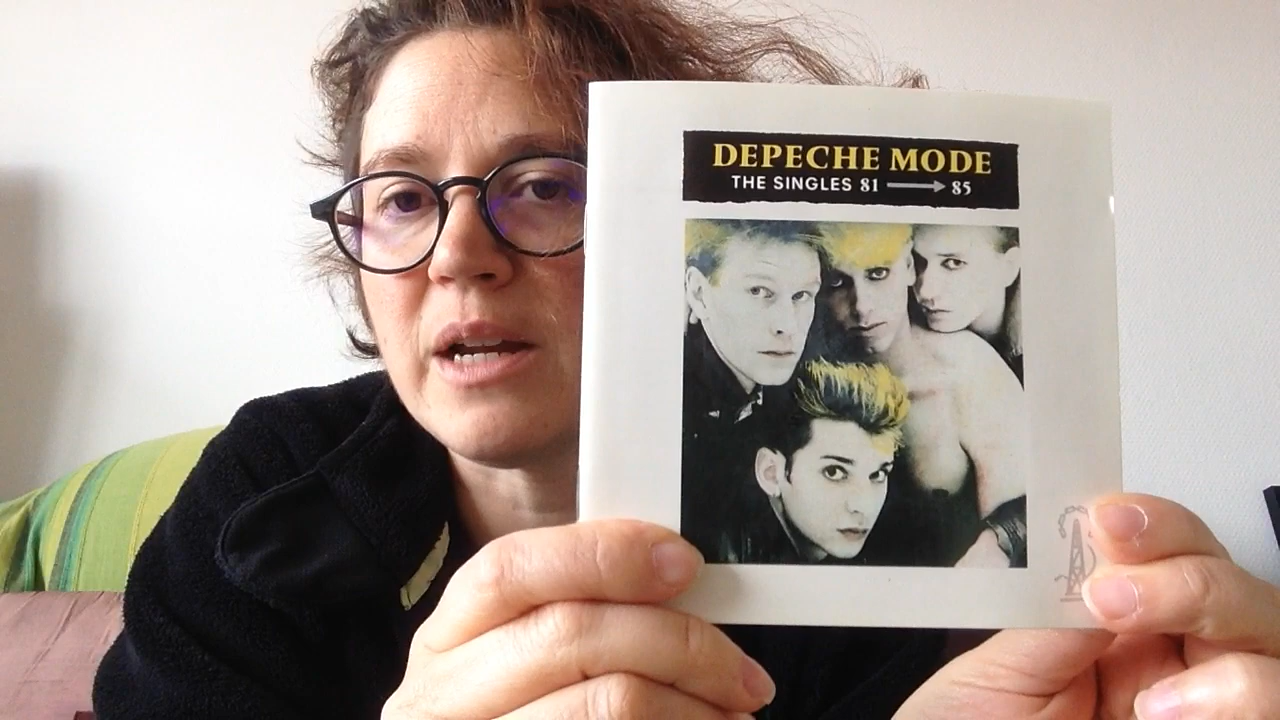 DEPECHE MODE
THE SINGLES 81 → 85